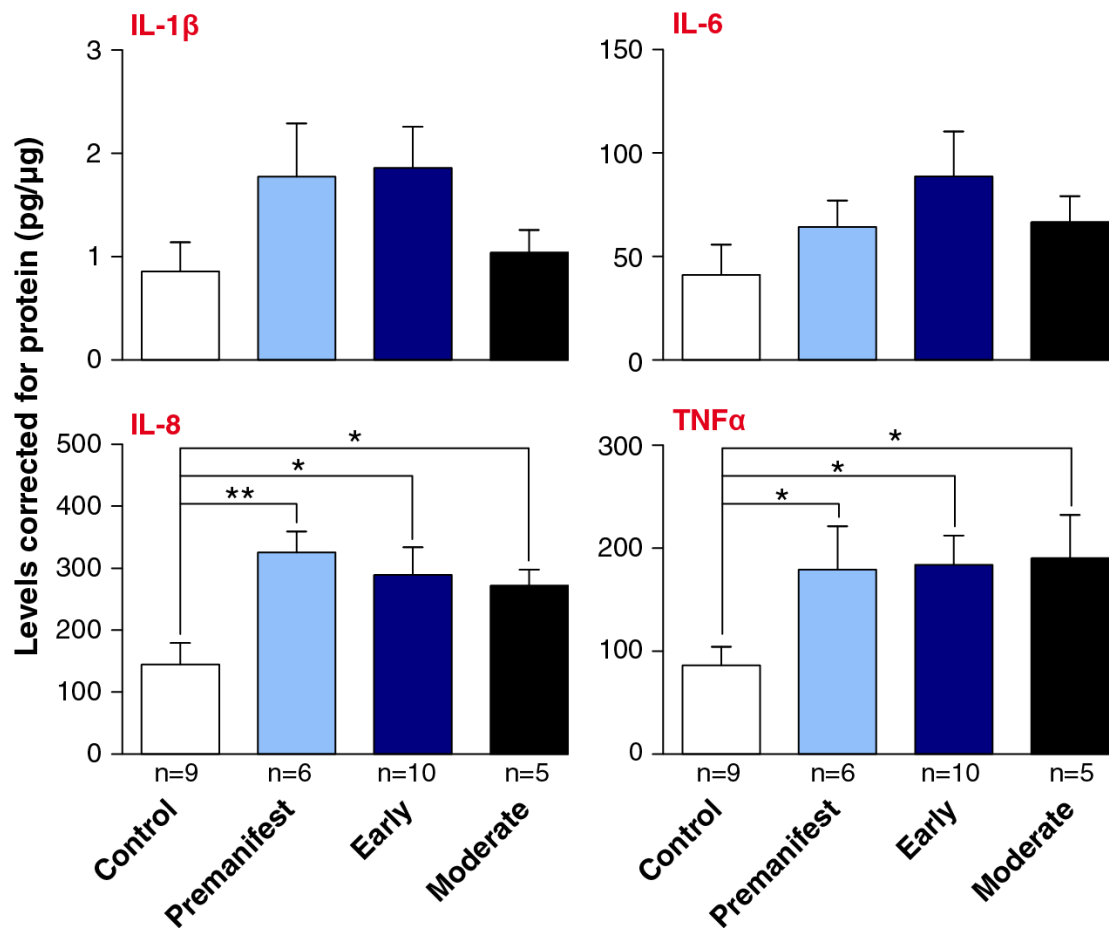 Levels corrected for protein (pg/µg)
IL-1β
3
2
1
0
IL-6
150
100
50
0
IL-8
500
400
300
200
100
0
*
*
**
n=9 n=6 n=10 n=5
Control Premanifest Early Moderate
TNFα
300
200
100
0
*
*
*
n=9 n=6 n=10 n=5
Control Premanifest Early Moderate